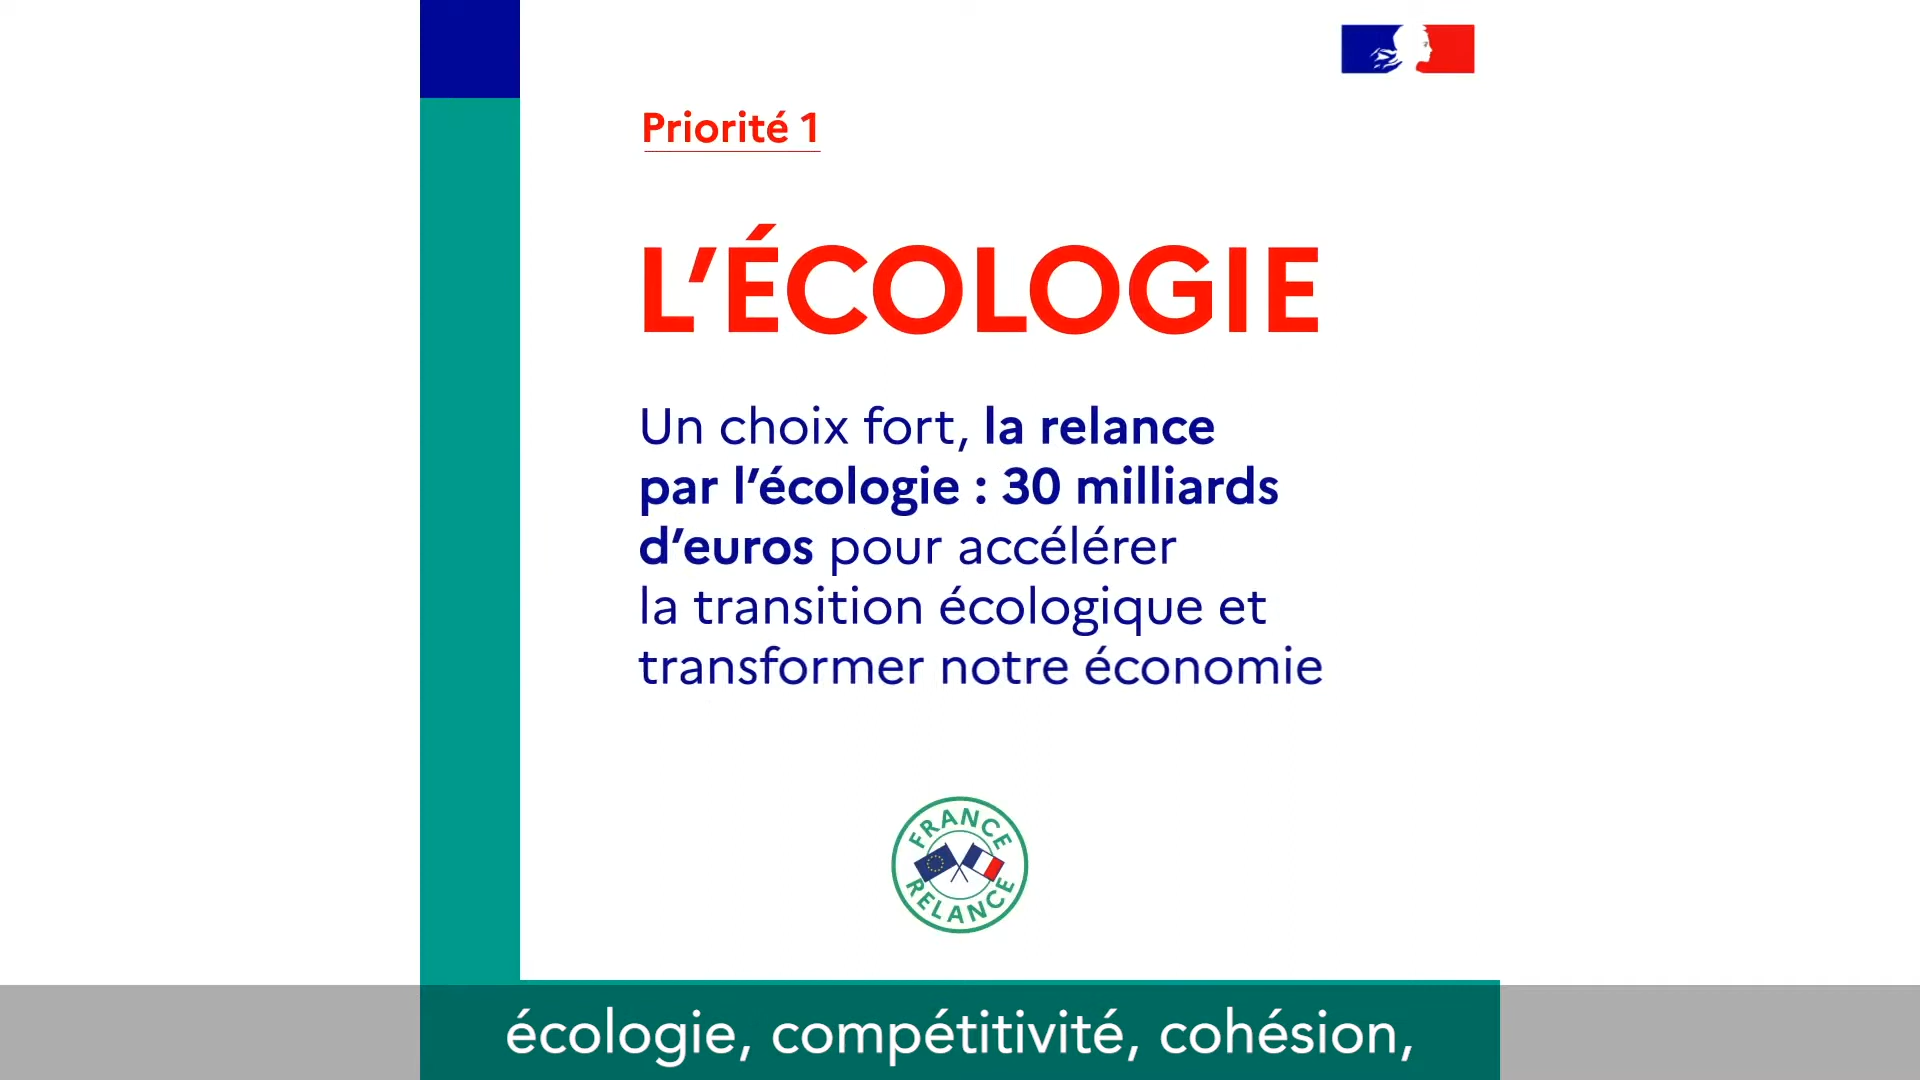 Priorité 1
L’ÉCOLOGIE
Un choix fort, la relance
par l’écologie : 30 milliards
d’euros pour accélérer
la transition écologique et
transformer notre économie
FRANCE
RELANCE
écologie, compétitivité, cohésion,